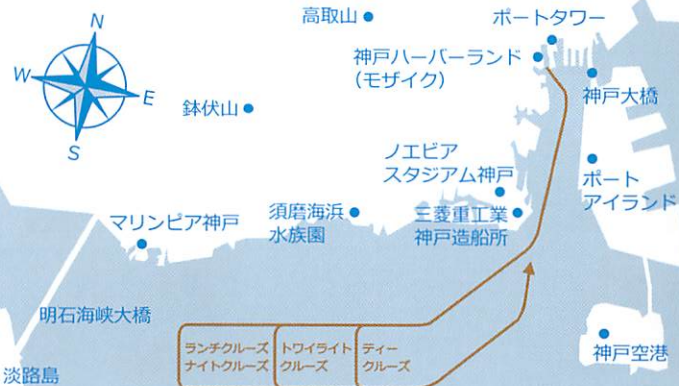 高取山
ポートタワー
神戸ハーバーランド
（モザイク）
神戸大橋
N
W
E
S
鉢伏山
ノエビア
スタジアム神戸
ポート
アイランド
マリンピア神戸
須磨海浜
水族園
三菱重工業
神戸造船所
明石海峡大橋
ランチクルーズ
ナイトクルーズ
トワイライト
クルーズ
ティー
クルーズ
神戸空港
淡路島